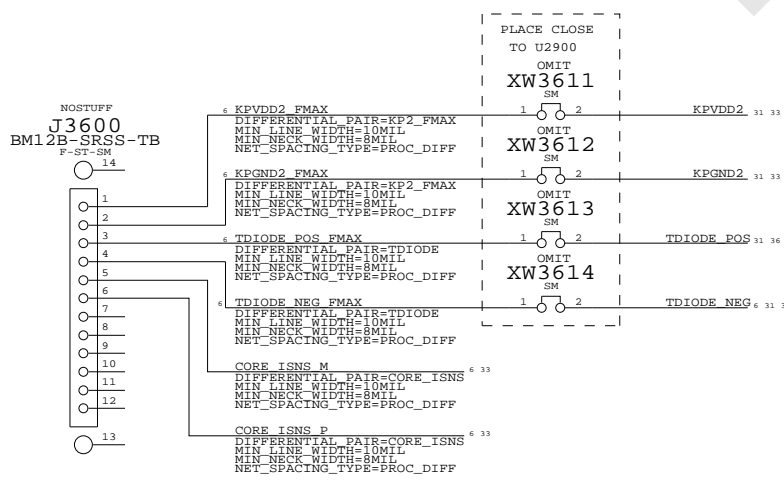 PLACE CLOSE
TO U2900
OMIT
XW3611
SM
NOSTUFF
J3600
BM12B-SRSS-TB
F-ST-SM
14
6 KPVDD2_FMAX 1 2 KPVDD2 31 33
DIFFERENTIAL_PAIR=KP2_FMAX
MIN_LINE_WIDTH=10MIL
MIN_NECK_WIDTH=8MIL
NET_SPACING_TYPE=PROC_DIFF
OMIT
XW3612
SM
6 KPGND2_FMAX 1 2 KPGND2 31 33
DIFFERENTIAL_PAIR=KP2_FMAX
MIN_LINE_WIDTH=10MIL
MIN_NECK_WIDTH=8MIL
NET_SPACING_TYPE=PROC_DIFF
OMIT
XW3613
SM
1
2
3
4
5
6
7
8
9
10
11
12
13
6 TDIODE_POS_FMAX 1 2 TDIODE_POS 31 36
DIFFERENTIAL_PAIR=TDIODE
MIN_LINE_WIDTH=10MIL
MIN_NECK_WIDTH=8MIL
NET_SPACING_TYPE=PROC_DIFF
OMIT
XW3614
SM
6 TDIODE_NEG_FMAX 1 2 TDIODE_NEG 6 31
DIFFERENTIAL_PAIR=TDIODE
MIN_LINE_WIDTH=10MIL
MIN_NECK_WIDTH=8MIL
NET_SPACING_TYPE=PROC_DIFF
CORE_ISNS_M 6 33
DIFFERENTIAL_PAIR=CORE_ISNS
MIN_LINE_WIDTH=10MIL
MIN_NECK_WIDTH=8MIL
NET_SPACING_TYPE=PROC_DIFF
CORE_ISNS_P 6 33
DIFFERENTIAL_PAIR=CORE_ISNS
MIN_LINE_WIDTH=10MIL
MIN_NECK_WIDTH=8MIL
NET_SPACING_TYPE=PROC_DIFF